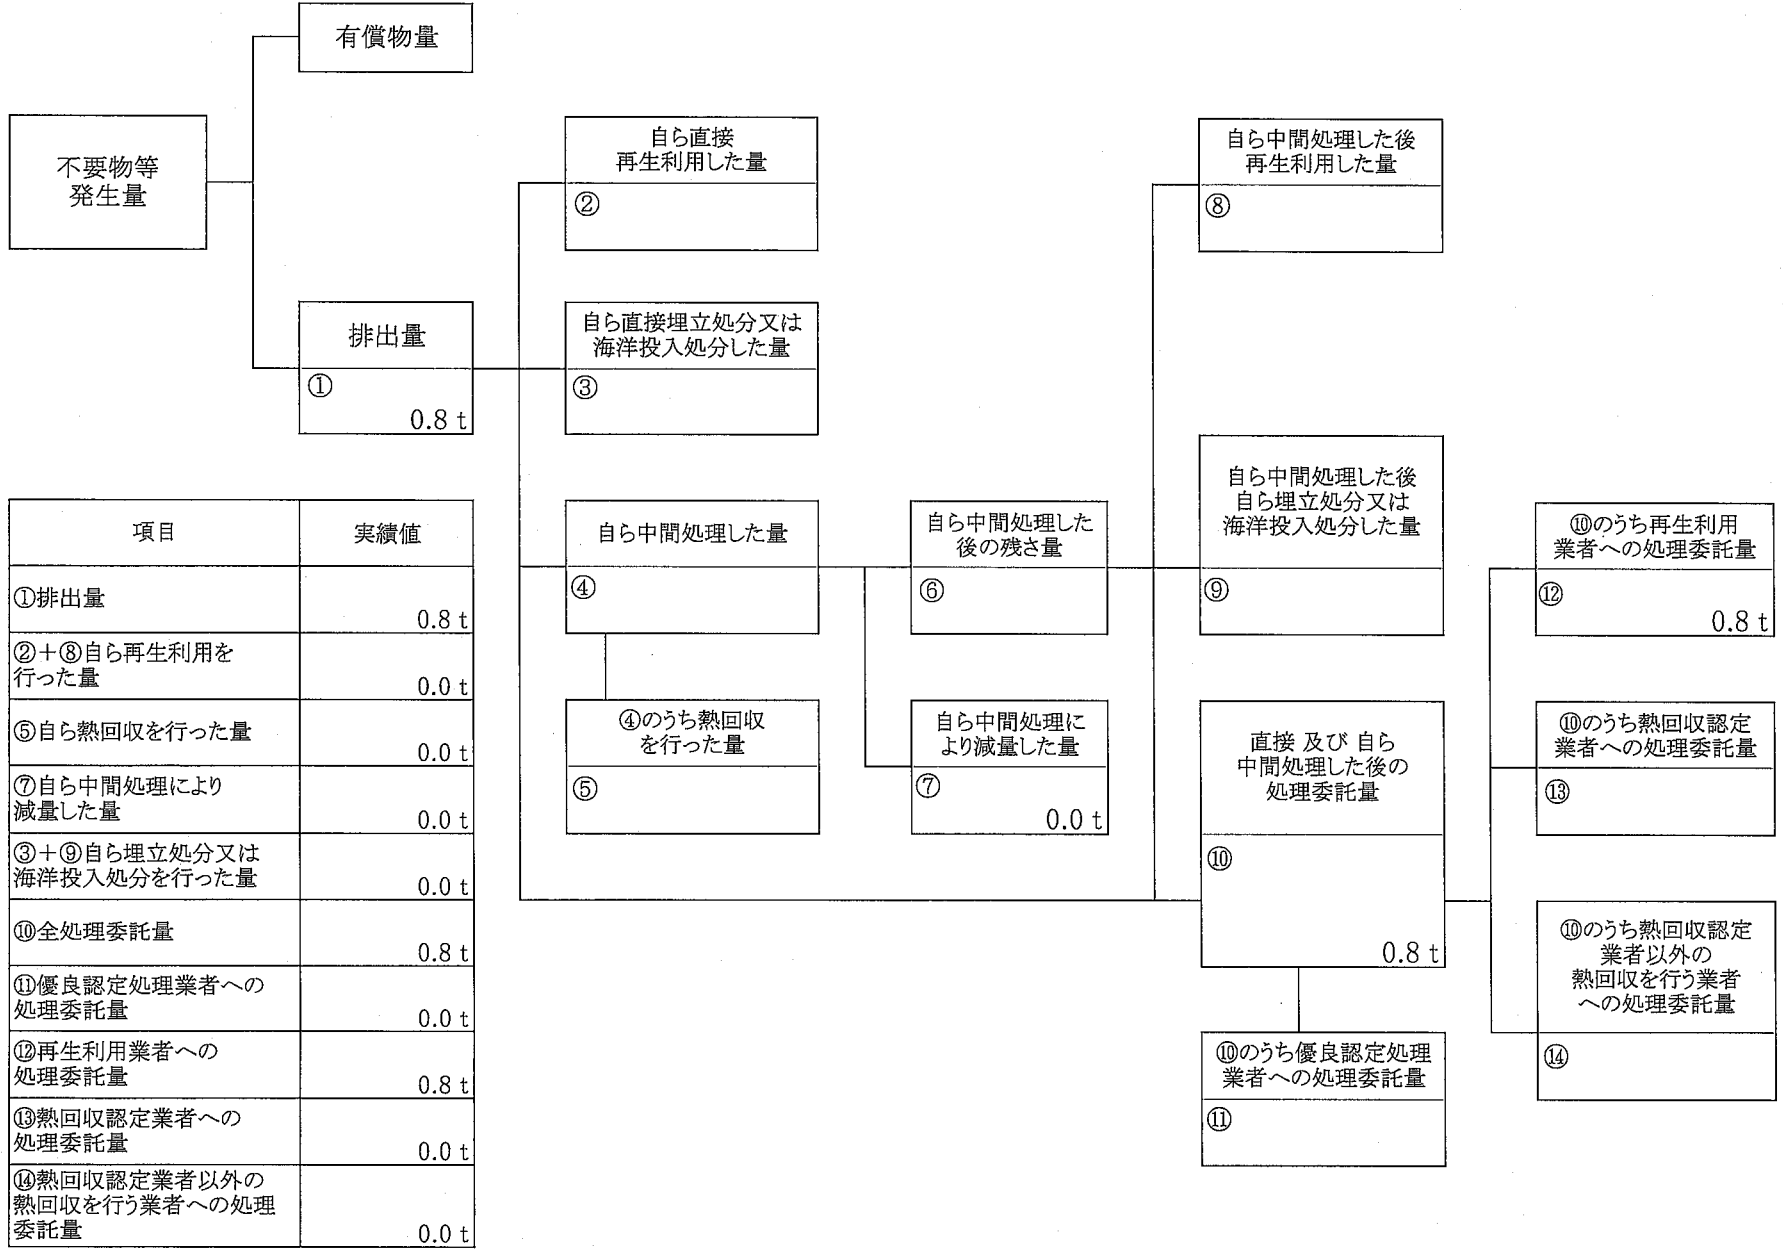 有償物量
不要物等
発生量
排出量
①
0.8 t
自ら直接
再生利用した量
②
自ら直接埋立処分又は
海洋投入処分した量
③
自ら中間処理した量
④
④のうち熱回収
を行った量
⑤
自ら中間処理した
後の残さ量
⑥
自ら中間処理に
より減量した量
⑦
0.0 t
自ら中間処理した後
再生利用した量
⑧
自ら中間処理した後
自ら埋立処分又は
海洋投入処分した量
⑨
直接 及び 自ら
中間処理した後の
処理委託量
⑩
0.8 t
⑩のうち優良認定処理
業者への処理委託量
⑪
⑩のうち再生利用
業者への処理委託量
⑫
0.8 t
⑩のうち熱回収認定
業者への処理委託量
⑬
⑩のうち熱回収認定
業者以外の
熱回収を行う業者
への処理委託量
⑭
項目 実績値
①排出量
0.8 t
②＋⑧自ら再生利用を
行った量
0.0 t
⑤自ら熱回収を行った量
0.0 t
⑦自ら中間処理により
減量した量
0.0 t
③＋⑨自ら埋立処分又は
海洋投入処分を行った量
0.0 t
⑩全処理委託量
0.8 t
⑪優良認定処理業者への
処理委託量
0.0 t
⑫再生利用業者への
処理委託量
0.8 t
⑬熱回収認定業者への
処理委託量
0.0 t
⑭熱回収認定業者以外の
熱回収を行う業者への処理
委託量
0.0 t